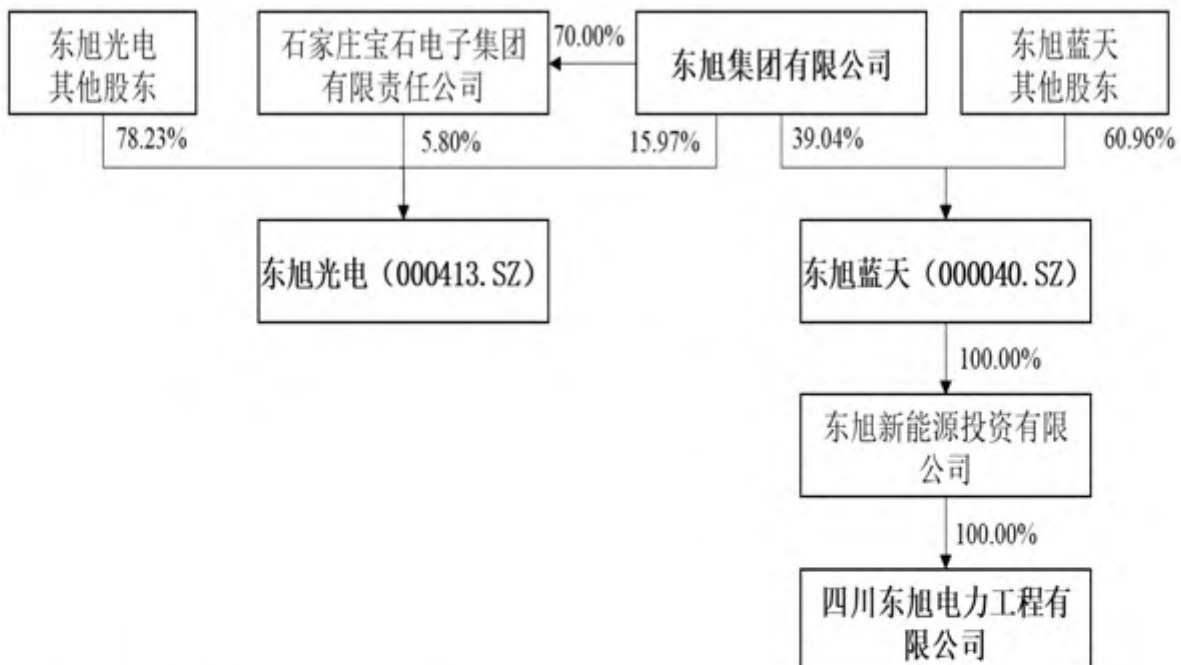 东旭光电
其他股东
石家庄宝石电子集团
有限责任公司
70.00%
东旭集团有限公司
东旭蓝天
其他股东
78.23%
5.80%
15.97%
39.04%
60.96%
东旭光电（000413.SZ）
东旭蓝天（000040.SZ）
100.00%
东旭新能源投资有限
公司
100.00%
四川东旭电力工程有
限公司